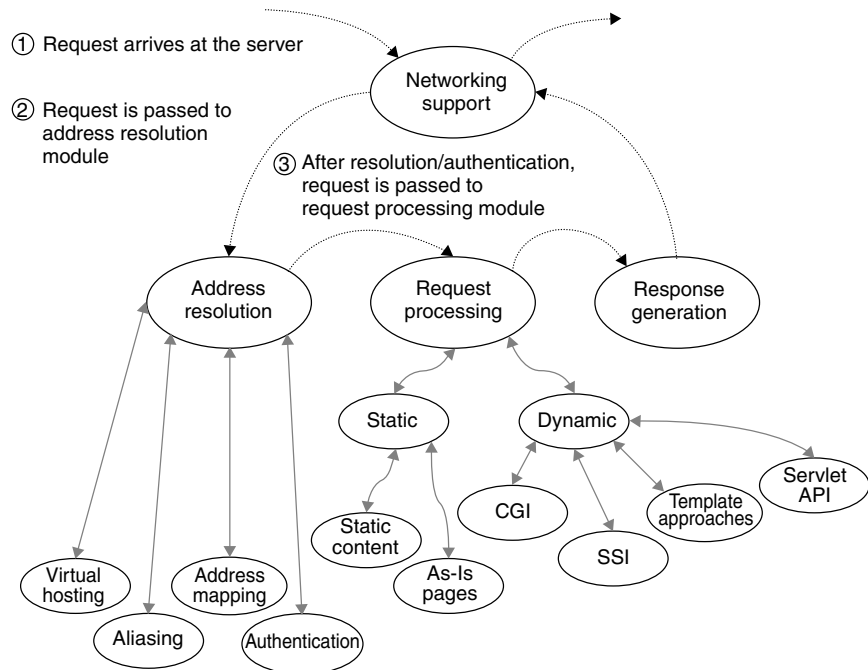 ① Request arrives at the server
Networking
support
② Request is passed to
address resolution
module
③ After resolution/authentication,
request is passed to
request processing module
Address
resolution
Request
processing
Response
generation
Static
Dynamic
Servlet
API
CGI
Template
approaches
Static
content
SSI
Virtual
hosting
Address
mapping
As-Is
pages
Aliasing
Authentication